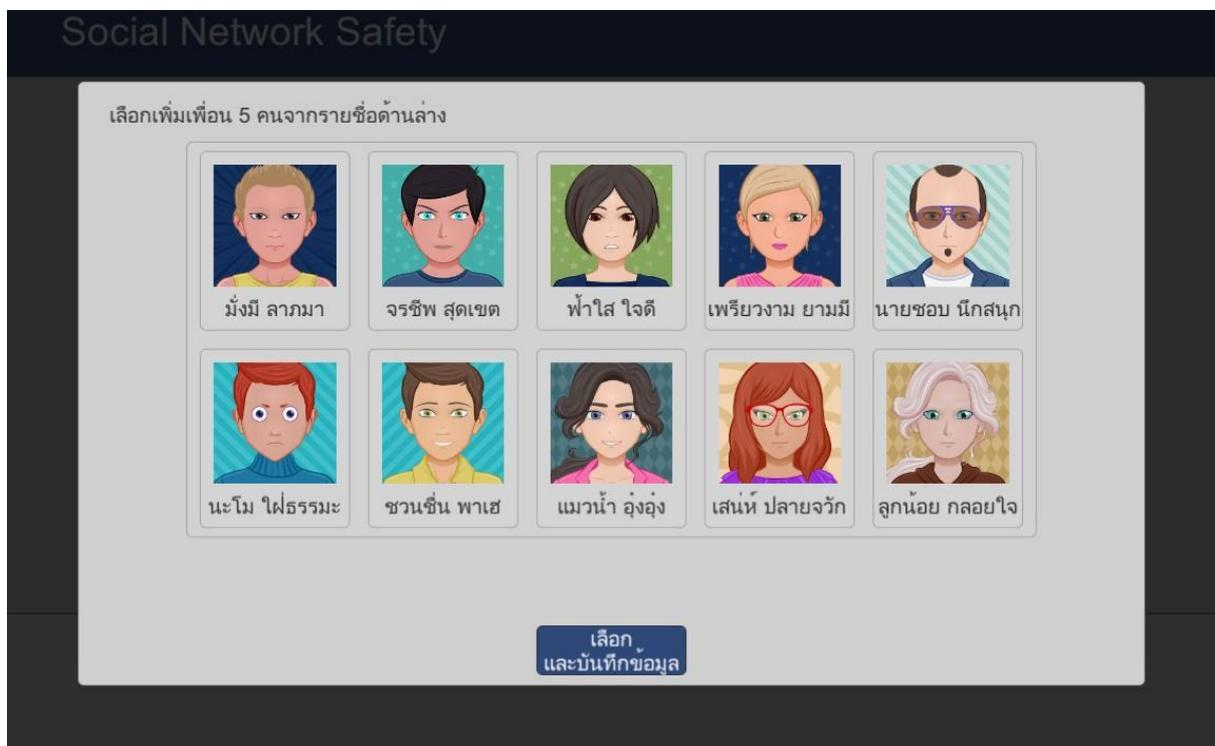 Social Network Safety
เลือกเพิ่มเพื่อน 5 คนจากรายชื่อด้านล่าง
มั่งมี ลาภมา
จรชีพ สุดเขต
ฟ้าใส ใจดี
เพรียวงาม ยามมี
นายชอบ นึกสนุก
นะโม ใฝ่ธรรมะ
ชวนชื่น พาเฮ
แมวน้ำ อุ๋งอุ๋ง
เสน่ห์ ปลายจวัก
ลูกน้อย กลอยใจ
เลือก
และบันทึกข้อมูล